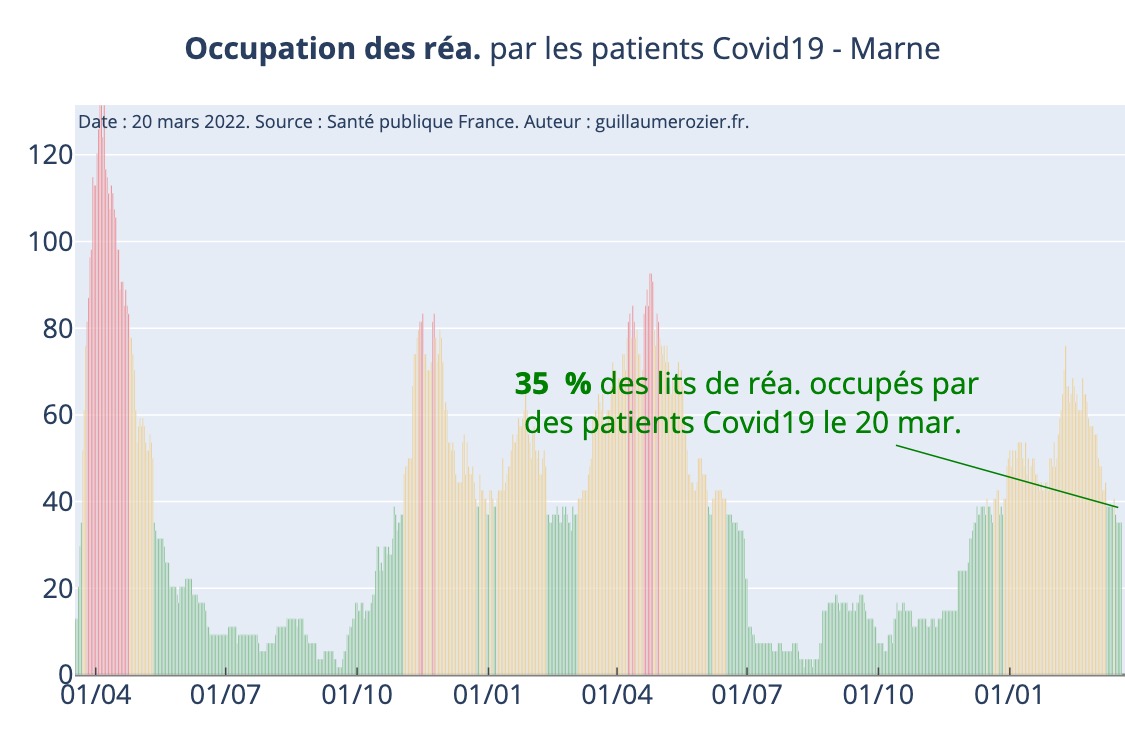 Occupation des réa. par les patients Covid19 - Marne
Date : 20 mars 2022. Source : Santé publique France. Auteur : guillaumerozier.fr.
120
100
80
60
40
20
0
35 % des lits de réa. occupés par
des patients Covid19 le 20 mar.
01/04 01/07 01/10 01/01 01/04 01/07 01/10 01/01